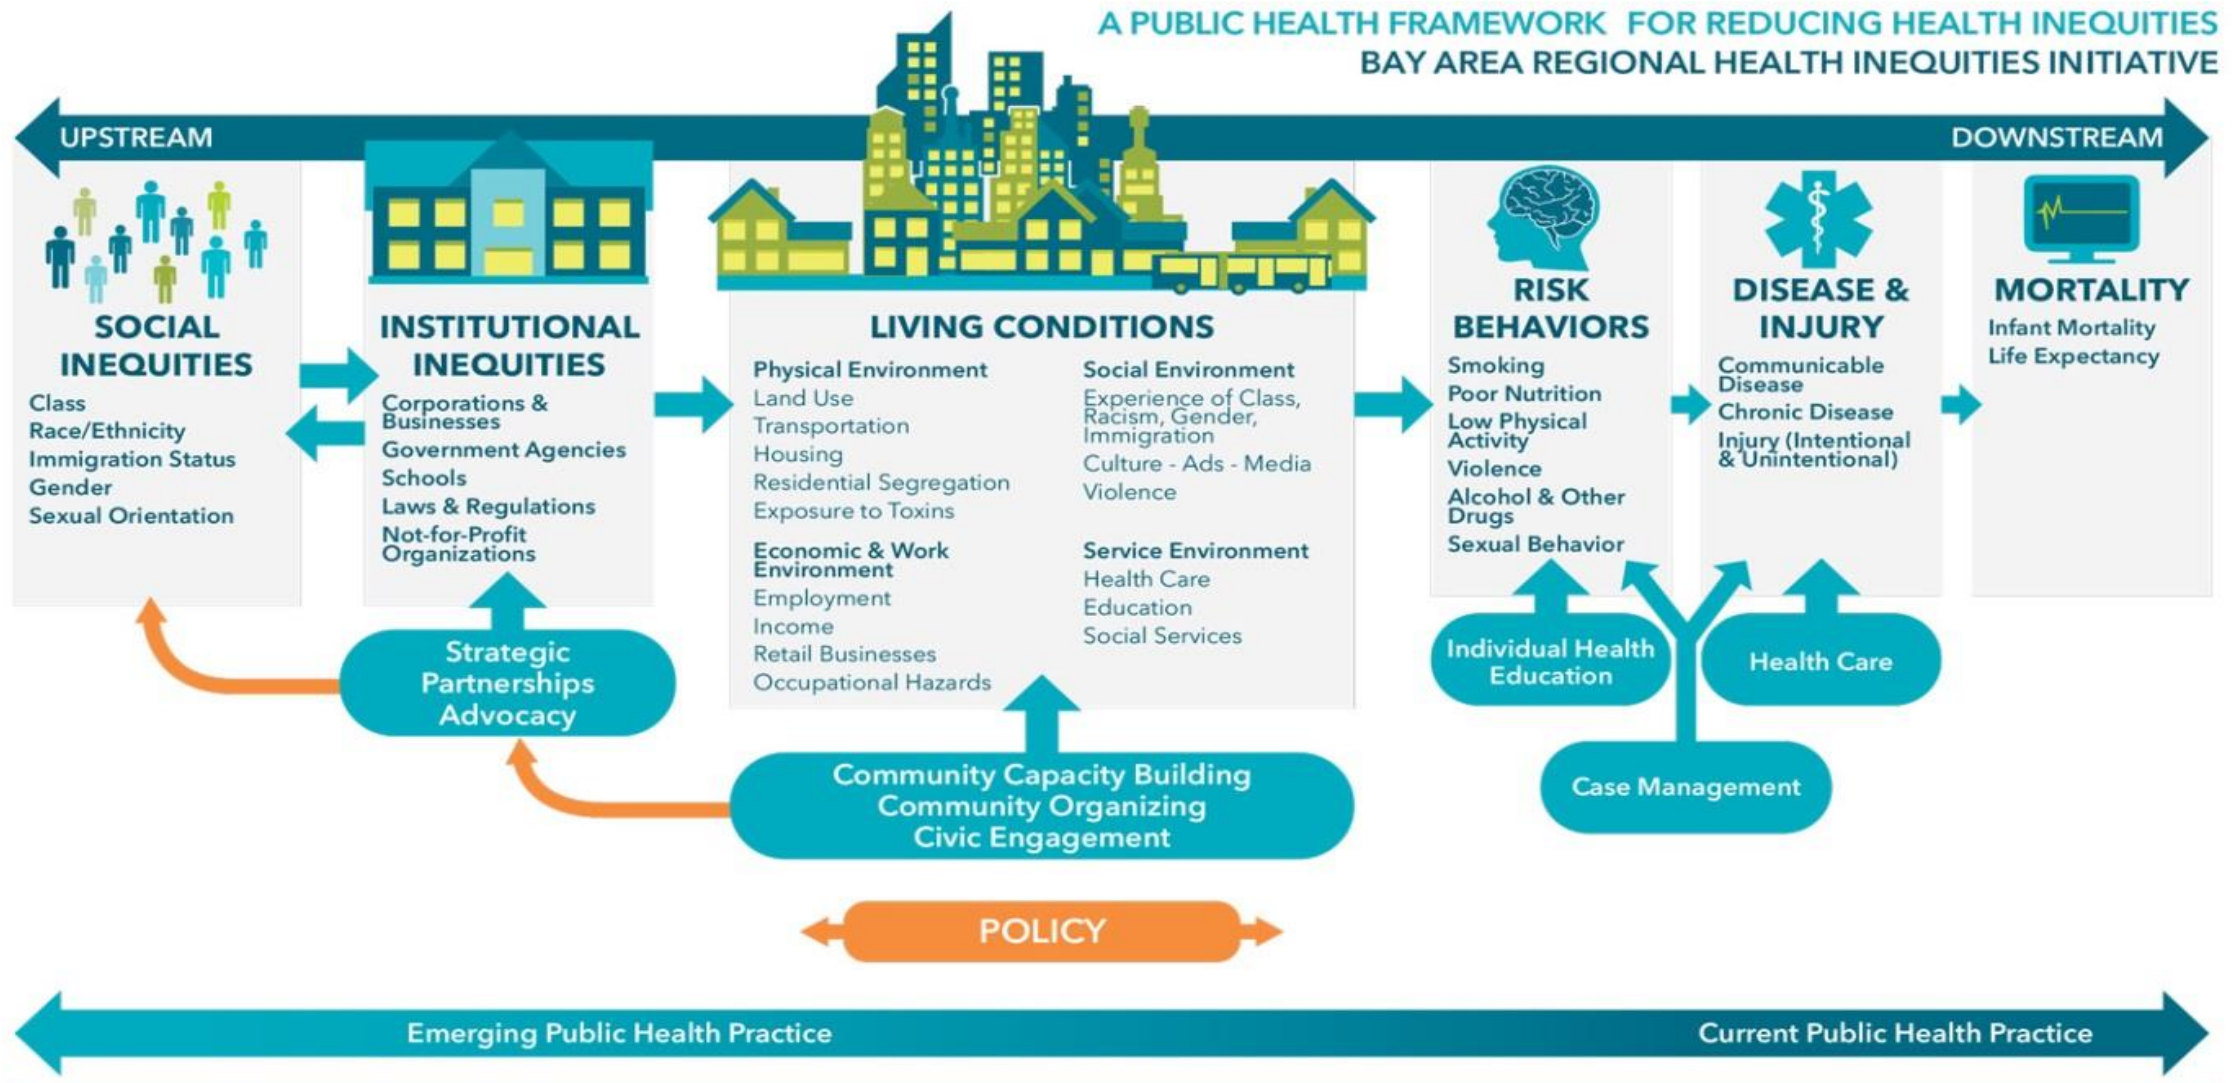 A PUBLIC HEALTH FRAMEWORK FOR REDUCING HEALTH INEQUITIES
BAY AREA REGIONAL HEALTH INEQUITIES INITIATIVE
UPSTREAM
DOWNSTREAM
SOCIAL
INEQUITIES
Class
Race/Ethnicity
Immigration Status
Gender
Sexual Orientation
INSTITUTIONAL
INEQUITIES
Corporations &
Businesses
Government Agencies
Schools
Laws & Regulations
Not-for-Profit
Organizations
LIVING CONDITIONS
Physical Environment
Land Use
Transportation
Housing
Residential Segregation
Exposure to Toxins
Economic & Work
Environment
Employment
Income
Retail Businesses
Occupational Hazards
Social Environment
Experience of Class,
Racism, Gender,
Immigration
Culture - Ads - Media
Violence
Service Environment
Health Care
Education
Social Services
RISK
BEHAVIORS
Smoking
Poor Nutrition
Low Physical
Activity
Violence
Alcohol & Other
Drugs
Sexual Behavior
DISEASE &
INJURY
Communicable
Disease
Chronic Disease
Injury (Intentional
& Unintentional)
MORTALITY
Infant Mortality
Life Expectancy
Strategic
Partnerships
Advocacy
Community Capacity Building
Community Organizing
Civic Engagement
Individual Health
Education
Health Care
Case Management
POLICY
Emerging Public Health Practice
Current Public Health Practice